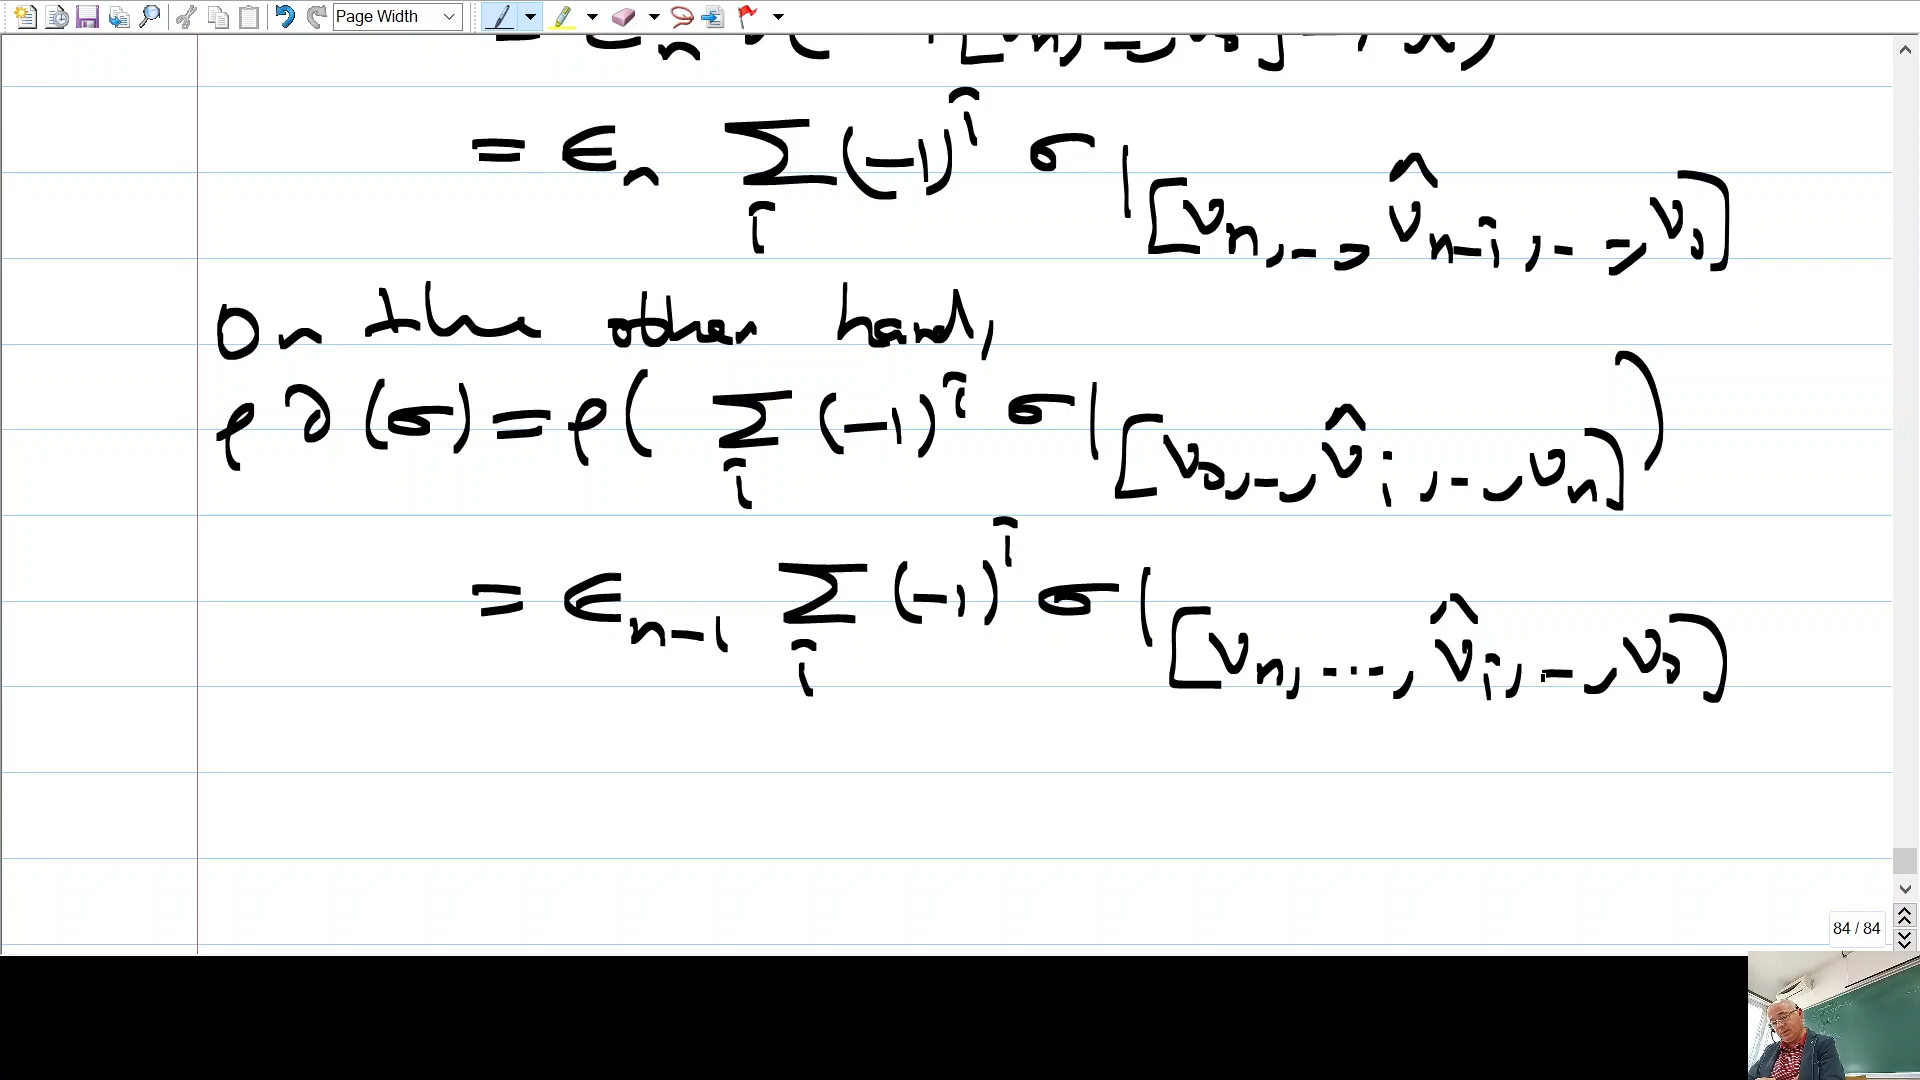 Page Width
= ϵ_n Σ_i (-1)^i σ|[v_n, --, v̂_{n-i}, --, v_0]
On the other hand,
ρ∂(σ) = ρ( Σ_i (-1)^i σ|[v_0, --, v̂_i, --, v_n] )
= ϵ_{n-1} Σ_i (-1)^i σ|[v_n, ..., v̂_i, --, v_0]
84 / 84